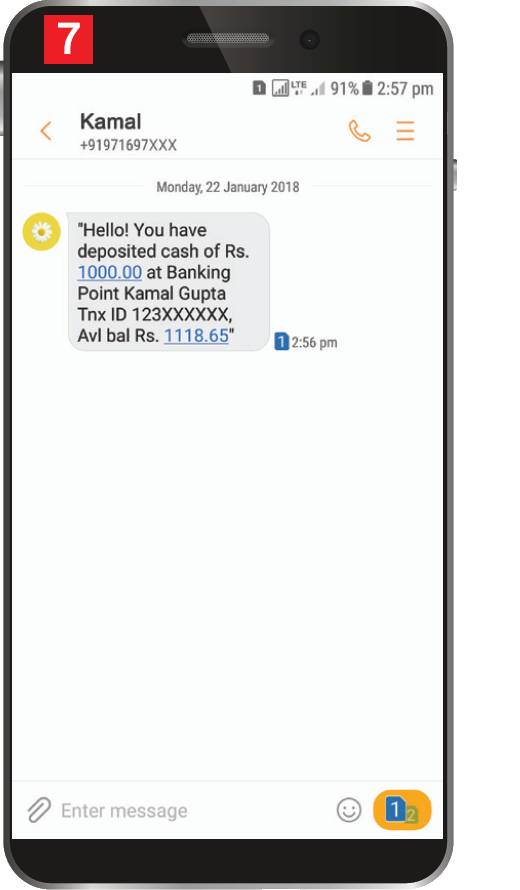 7
1 LTE 91% 2:57 pm
Kamal
+91971697XXX
Monday, 22 January 2018
"Hello! You have
deposited cash of Rs.
1000.00 at Banking
Point Kamal Gupta
Tnx ID 123XXXXXX,
Avl bal Rs. 1118.65"
1 2:56 pm
Enter message
1 2